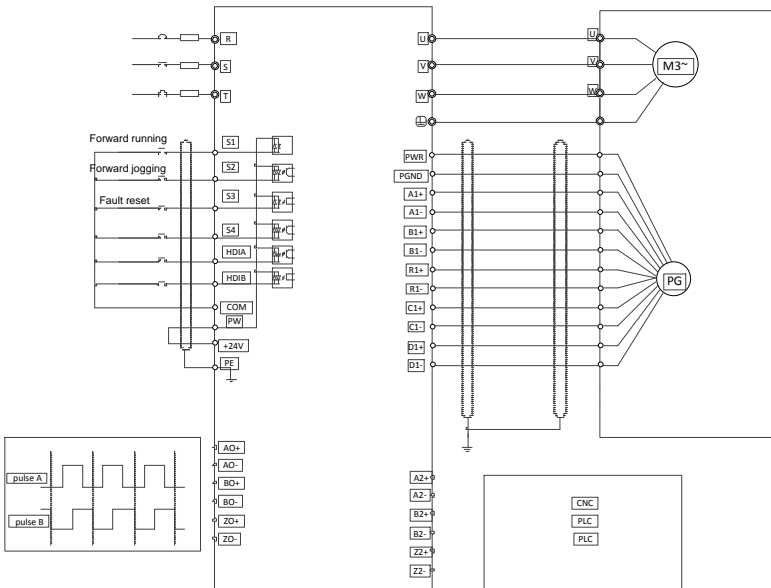 R
S
T
Forward running
S1
Forward jogging
S2
Fault reset
S3
S4
HDIA
HDIB
COM
PW
+24V
PE
pulse A
pulse B
AO+
AO-
BO+
BO-
ZO+
ZO-
U
V
W
U
V
W
M3~
PWR
PGND
A1+
A1-
B1+
B1-
R1+
R1-
C1+
C1-
D1+
D1-
PG
A2+
A2-
B2+
B2-
Z2+
Z2-
CNC
PLC
PLC